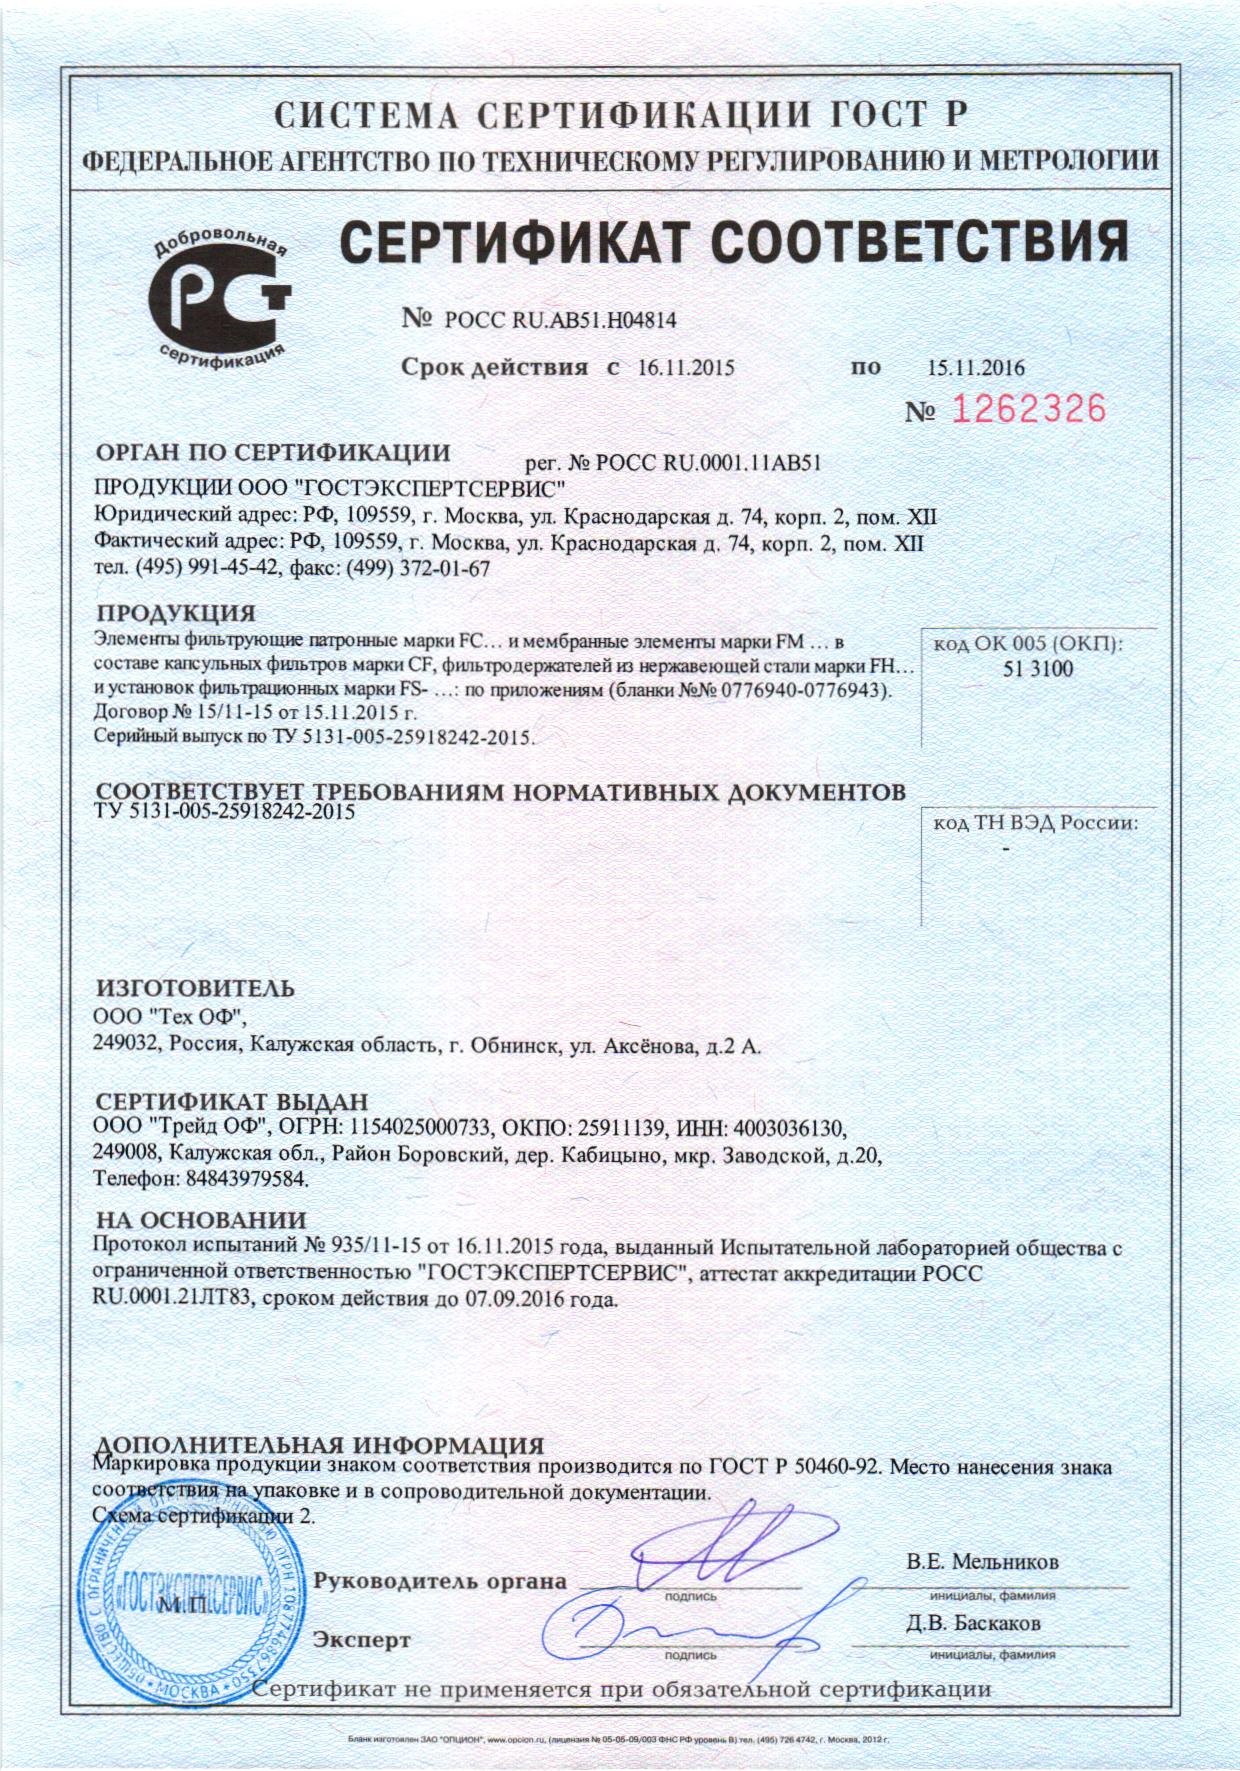 СИСТЕМА СЕРТИФИКАЦИИ ГОСТ Р
ФЕДЕРАЛЬНОЕ АГЕНТСТВО ПО ТЕХНИЧЕСКОМУ РЕГУЛИРОВАНИЮ И МЕТРОЛОГИИ
Добровольная
РСТ
сертификация
СЕРТИФИКАТ СООТВЕТСТВИЯ
№ РОСС RU.АВ51.Н04814
Срок действия с 16.11.2015 по 15.11.2016
№ 1262326
ОРГАН ПО СЕРТИФИКАЦИИ рег. № РОСС RU.0001.11АВ51
ПРОДУКЦИИ ООО "ГОСТЭКСПЕРТСЕРВИС"
Юридический адрес: РФ, 109559, г. Москва, ул. Краснодарская д. 74, корп. 2, пом. XII
Фактический адрес: РФ, 109559, г. Москва, ул. Краснодарская д. 74, корп. 2, пом. XII
тел. (495) 991-45-42, факс: (499) 372-01-67
ПРОДУКЦИЯ
Элементы фильтрующие патронные марки FC… и мембранные элементы марки FM … в
составе капсульных фильтров марки CF, фильтродержателей из нержавеющей стали марки FH…
и установок фильтрационных марки FS- …: по приложениям (бланки №№ 0776940-0776943).
Договор № 15/11-15 от 15.11.2015 г.
Серийный выпуск по ТУ 5131-005-25918242-2015.
код ОК 005 (ОКП):
51 3100
СООТВЕТСТВУЕТ ТРЕБОВАНИЯМ НОРМАТИВНЫХ ДОКУМЕНТОВ
ТУ 5131-005-25918242-2015
код ТН ВЭД России:
-
ИЗГОТОВИТЕЛЬ
ООО "Тех ОФ",
249032, Россия, Калужская область, г. Обнинск, ул. Аксёнова, д.2 А.
СЕРТИФИКАТ ВЫДАН
ООО "Трейд ОФ", ОГРН: 1154025000733, ОКПО: 25911139, ИНН: 4003036130,
249008, Калужская обл., Район Боровский, дер. Кабицыно, мкр. Заводской, д.20,
Телефон: 84843979584.
НА ОСНОВАНИИ
Протокол испытаний № 935/11-15 от 16.11.2015 года, выданный Испытательной лабораторией общества с
ограниченной ответственностью "ГОСТЭКСПЕРТСЕРВИС", аттестат аккредитации РОСС
RU.0001.21ЛТ83, сроком действия до 07.09.2016 года.
ДОПОЛНИТЕЛЬНАЯ ИНФОРМАЦИЯ
Маркировка продукции знаком соответствия производится по ГОСТ Р 50460-92. Место нанесения знака
соответствия на упаковке и в сопроводительной документации.
Схема сертификации 2.
ОБЩЕСТВО С ОГРАНИЧЕННОЙ ОТВЕТСТВЕННОСТЬЮ ОГРН 1087746867350
«ГОСТЭКСПЕРТСЕРВИС»
МОСКВА
М.П.
Руководитель органа
подпись
В.Е. Мельников
инициалы, фамилия
Эксперт
подпись
Д.В. Баскаков
инициалы, фамилия
Сертификат не применяется при обязательной сертификации
Бланк изготовлен ЗАО "ОПЦИОН", www.opcion.ru, (лицензия № 05-05-09/003 ФНС РФ уровень В) тел. (495) 726 4742, г. Москва, 2012 г.